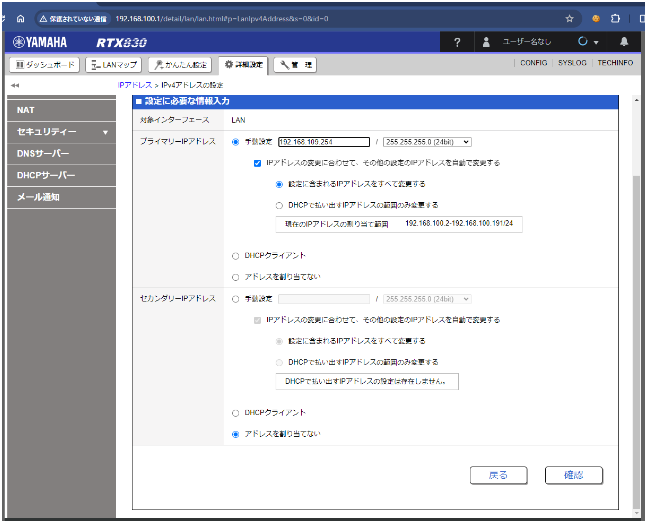 保護されていない通信 192.168.100.1/detail/lan/lan.html?p=LanIpv4Address&s=0&id=0
YAMAHA RTX830 ? ユーザー名なし
ダッシュボード LANマップ かんたん設定 詳細設定 管 理 CONFIG SYSLOG TECHINFO
IPアドレス > IPv4アドレスの設定
NAT
セキュリティー
DNSサーバー
DHCPサーバー
メール通知
設定に必要な情報入力
対象インターフェース LAN
プライマリーIPアドレス 手動設定 192.168.109.254 / 255.255.255.0 (24bit)
IPアドレスの変更に合わせて、その他の設定のIPアドレスを自動で変更する
設定に含まれるIPアドレスをすべて変更する
DHCPで払い出すIPアドレスの範囲のみ変更する
現在のIPアドレスの割り当て範囲 192.168.100.2-192.168.100.191/24
DHCPクライアント
アドレスを割り当てない
セカンダリーIPアドレス 手動設定 / 255.255.255.0 (24bit)
IPアドレスの変更に合わせて、その他の設定のIPアドレスを自動で変更する
設定に含まれるIPアドレスをすべて変更する
DHCPで払い出すIPアドレスの範囲のみ変更する
DHCPで払い出すIPアドレスの設定は存在しません。
DHCPクライアント
アドレスを割り当てない
戻る 確認